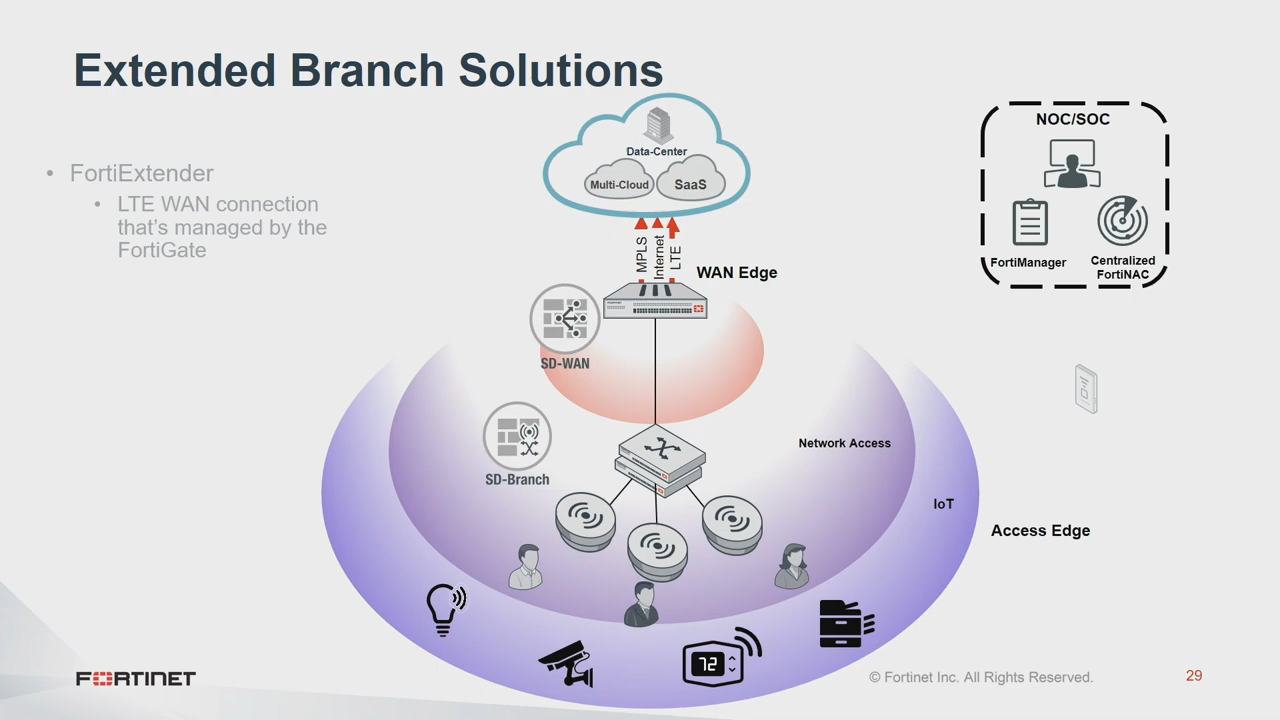 Extended Branch Solutions
• FortiExtender
• LTE WAN connection
that's managed by the
FortiGate
Data-Center
Multi-Cloud
SaaS
MPLS
Internet
LTE
WAN Edge
SD-WAN
SD-Branch
Network Access
IoT
Access Edge
72
NOC/SOC
FortiManager
Centralized
FortiNAC
FORTINET
© Fortinet Inc. All Rights Reserved.
29